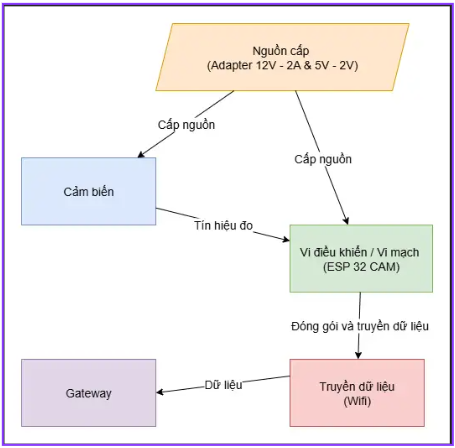 Nguồn cấp
(Adapter 12V - 2A & 5V - 2V)
Cấp nguồn
Cấp nguồn
Cảm biến
Tín hiệu đo
Vi điều khiển / Vi mạch
(ESP 32 CAM)
Đóng gói và truyền dữ liệu
Gateway
Dữ liệu
Truyền dữ liệu
(Wifi)